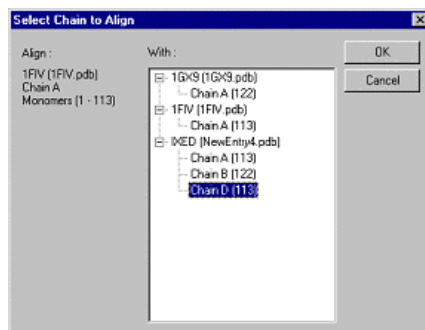 Select Chain to Align
Align :
1FIV (1FIV.pdb)
Chain A
Monomers (1 - 113)
With :
1GX9 (1GX9.pdb)
Chain A (122)
1FIV (1FIV.pdb)
Chain A (113)
IXED (NewEntry4.pdb)
Chain A (113)
Chain B (122)
Chain D (113)
OK
Cancel